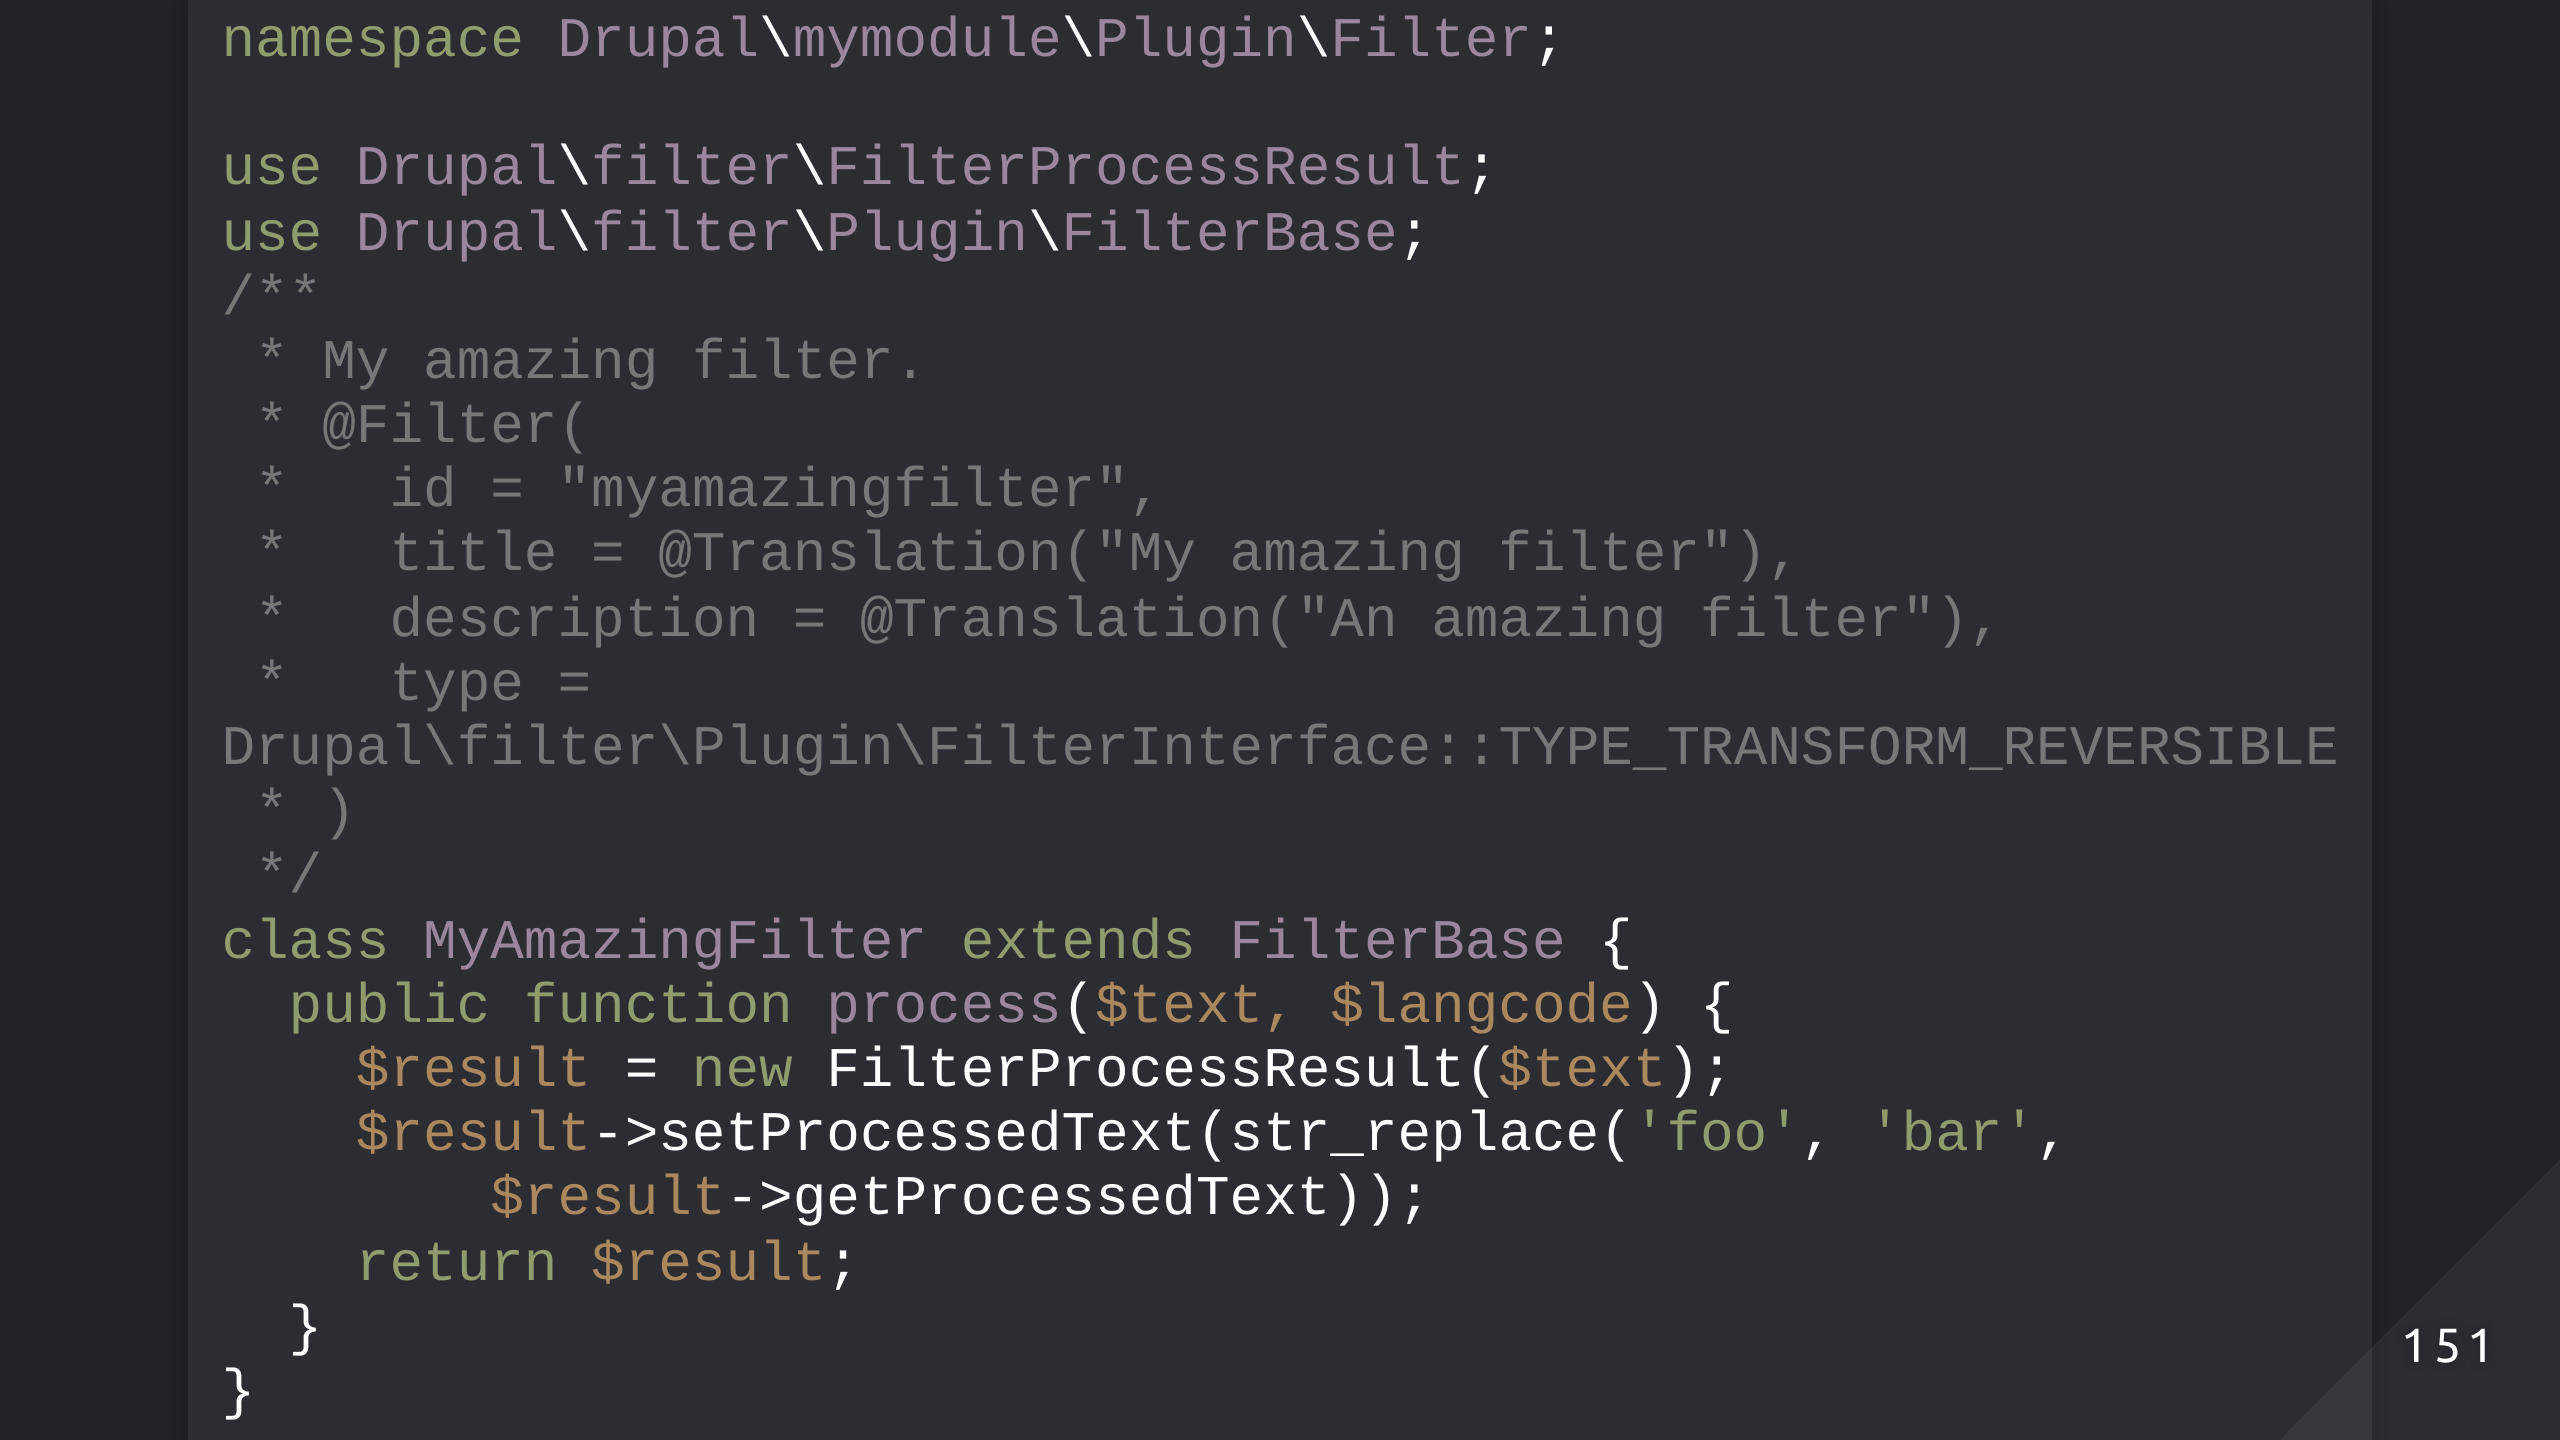 namespace Drupal\mymodule\Plugin\Filter;

use Drupal\filter\FilterProcessResult;
use Drupal\filter\Plugin\FilterBase;
/**
 * My amazing filter.
 * @Filter(
 *   id = "myamazingfilter",
 *   title = @Translation("My amazing filter"),
 *   description = @Translation("An amazing filter"),
 *   type =
Drupal\filter\Plugin\FilterInterface::TYPE_TRANSFORM_REVERSIBLE
 * )
 */
class MyAmazingFilter extends FilterBase {
  public function process($text, $langcode) {
    $result = new FilterProcessResult($text);
    $result->setProcessedText(str_replace('foo', 'bar',
        $result->getProcessedText));
    return $result;
  }
}
151